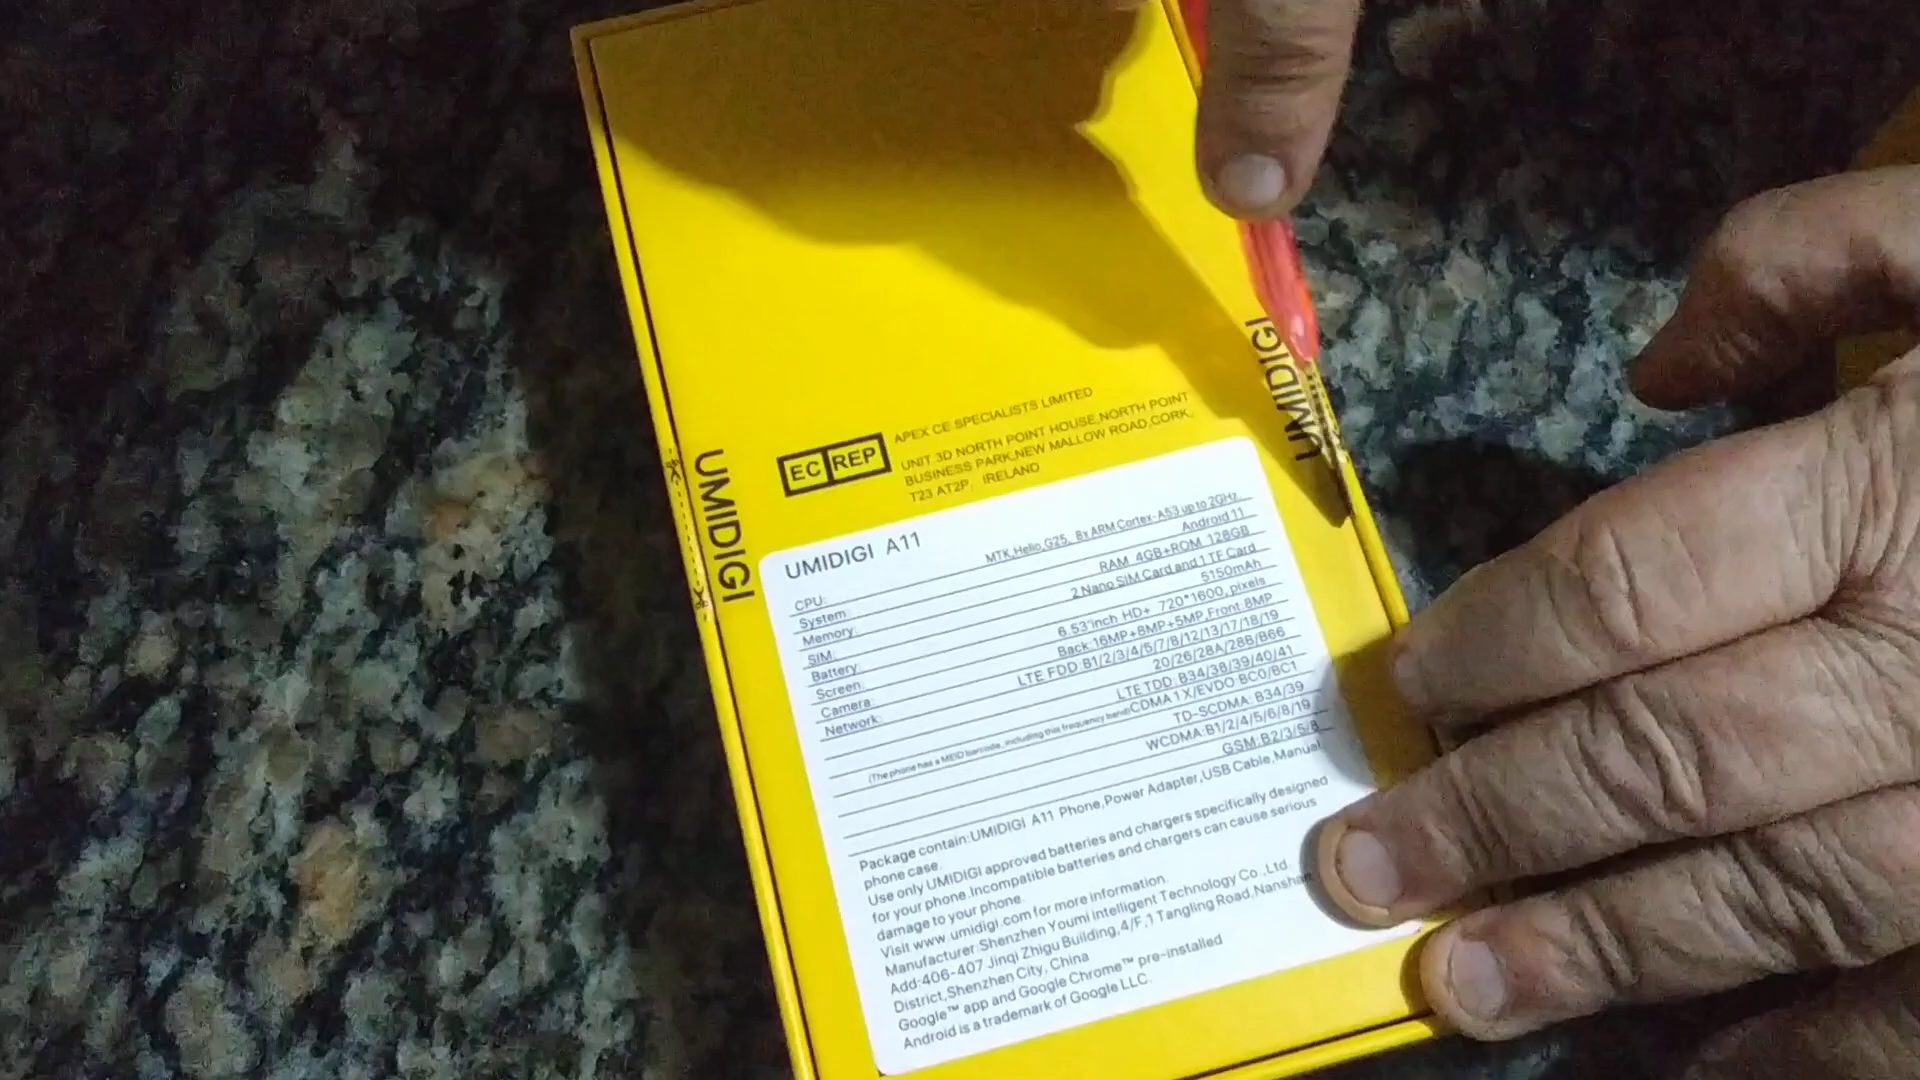 UMIDIGI
UMIDIGI
EC REP
APEX CE SPECIALISTS LIMITED
UNIT 3D NORTH POINT HOUSE,NORTH POINT
BUSINESS PARK,NEW MALLOW ROAD,CORK,
T23 AT2P, IRELAND
UMIDIGI A11
CPU: MTK,Helio,G25, 8x ARM Cortex-A53 up to 2GHz
System: Android 11
Memory: RAM 4GB+ROM 128GB
SIM: 2 Nano SIM Card and 1 TF Card
Battery: 5150mAh
Screen: 6.53'inch HD+ 720*1600, pixels
Camera: Back:16MP+8MP+5MP,Front:8MP
Network: LTE FDD:B1/2/3/4/5/7/8/12/13/17/18/19
20/26/28A/28B/B66
LTE TDD: B34/38/39/40/41
(The phone has a MEID barcode, including this frequency band)CDMA 1X/EVDO:BC0/BC1
TD-SCDMA: B34/39
WCDMA:B1/2/4/5/6/8/19
GSM:B2/3/5/8
Package contain:UMIDIGI A11 Phone,Power Adapter,USB Cable,Manual,
phone case.
Use only UMIDIGI approved batteries and chargers specifically designed
for your phone.Incompatible batteries and chargers can cause serious
damage to your phone.
Visit www.umidigi.com for more information.
Manufacturer:Shenzhen Youmi intelligent Technology Co.,Ltd.
Add:406-407 Jinqi Zhigu Building,4/F,1 Tangling Road,Nanshan
District,Shenzhen City, China
Google™ app and Google Chrome™ pre-installed
Android is a trademark of Google LLC.